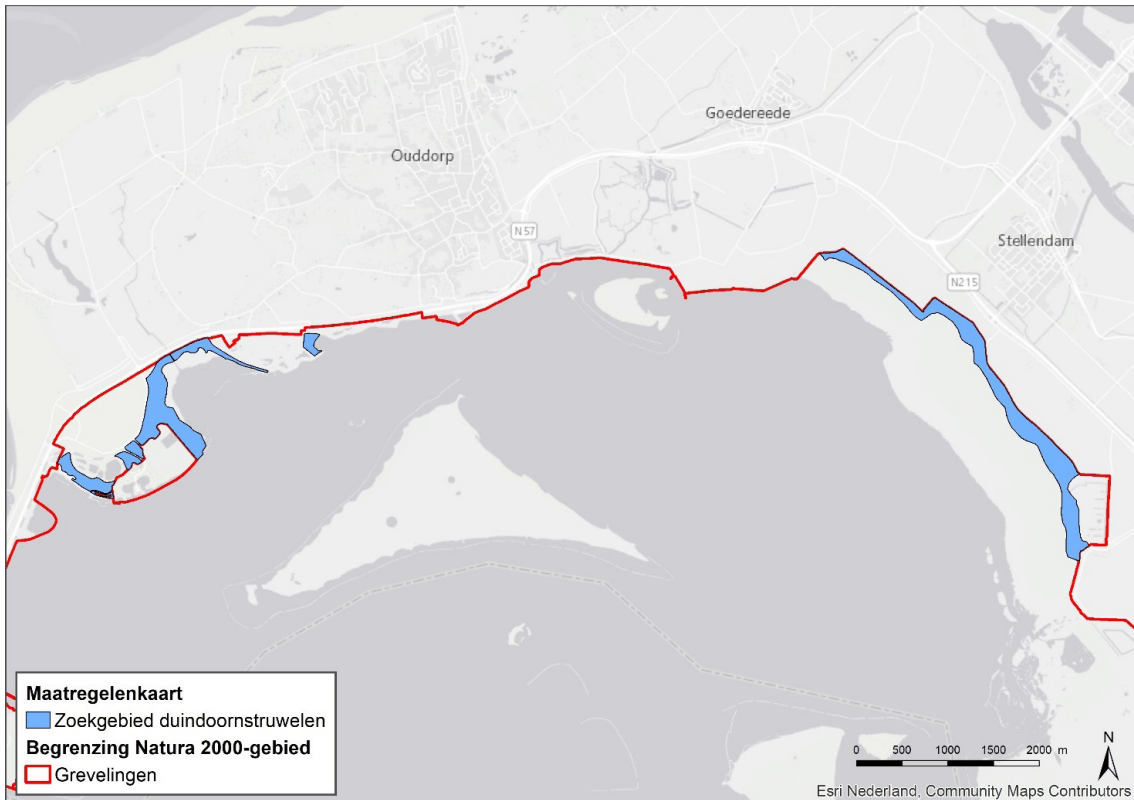 Goedereede
Ouddorp
N57
Stellendam
N215
Maatregelenkaart
Zoekgebied duindoornstruwelen
Begrenzing Natura 2000-gebied
Grevelingen
N
0 500 1000 1500 2000 m
Esri Nederland, Community Maps Contributors